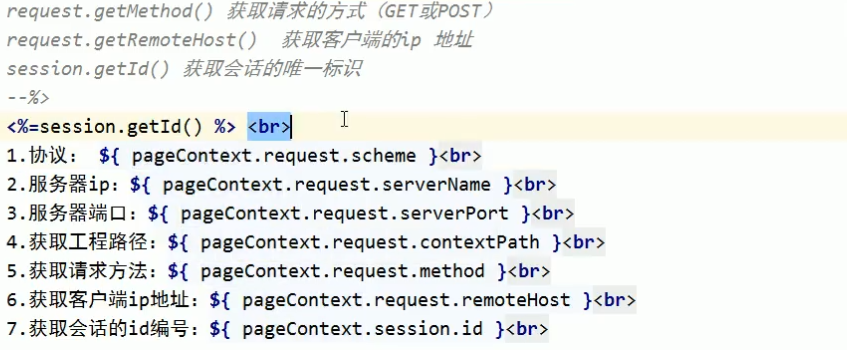 request.getMethod() 获取请求的方式（GET或POST）
request.getRemoteHost()  获取客户端的ip 地址
session.getId() 获取会话的唯一标识
--%>
<%=session.getId() %> <br>
1.协议： ${ pageContext.request.scheme }<br>
2.服务器ip：${ pageContext.request.serverName }<br>
3.服务器端口：${ pageContext.request.serverPort }<br>
4.获取工程路径：${ pageContext.request.contextPath }<br>
5.获取请求方法：${ pageContext.request.method }<br>
6.获取客户端ip地址：${ pageContext.request.remoteHost }<br>
7.获取会话的id编号：${ pageContext.session.id }<br>